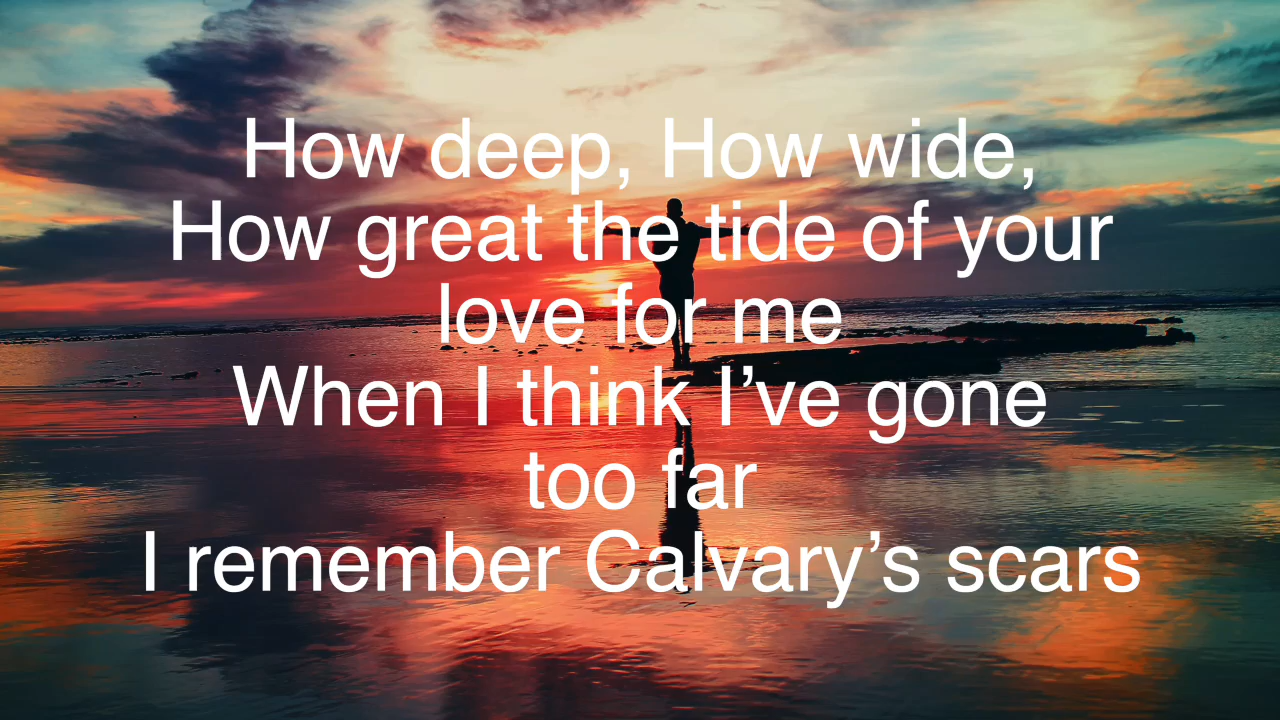 How deep, How wide,
How great the tide of your
love for me
When I think I’ve gone
too far
I remember Calvary’s scars